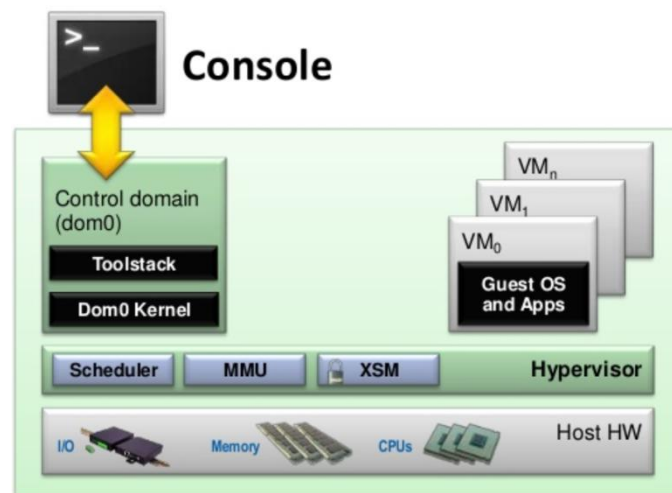 >_
Console
Control domain
(dom0)
Toolstack
Dom0 Kernel
VMn
VM1
VM0
Guest OS
and Apps
Scheduler
MMU
XSM
Hypervisor
I/O
Memory
CPUs
Host HW